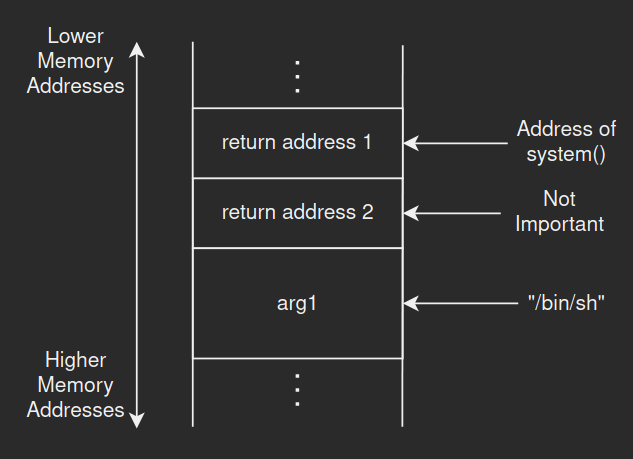 Lower
Memory
Addresses
return address 1
Address of
system()
return address 2
Not
Important
arg1
"/bin/sh"
Higher
Memory
Addresses